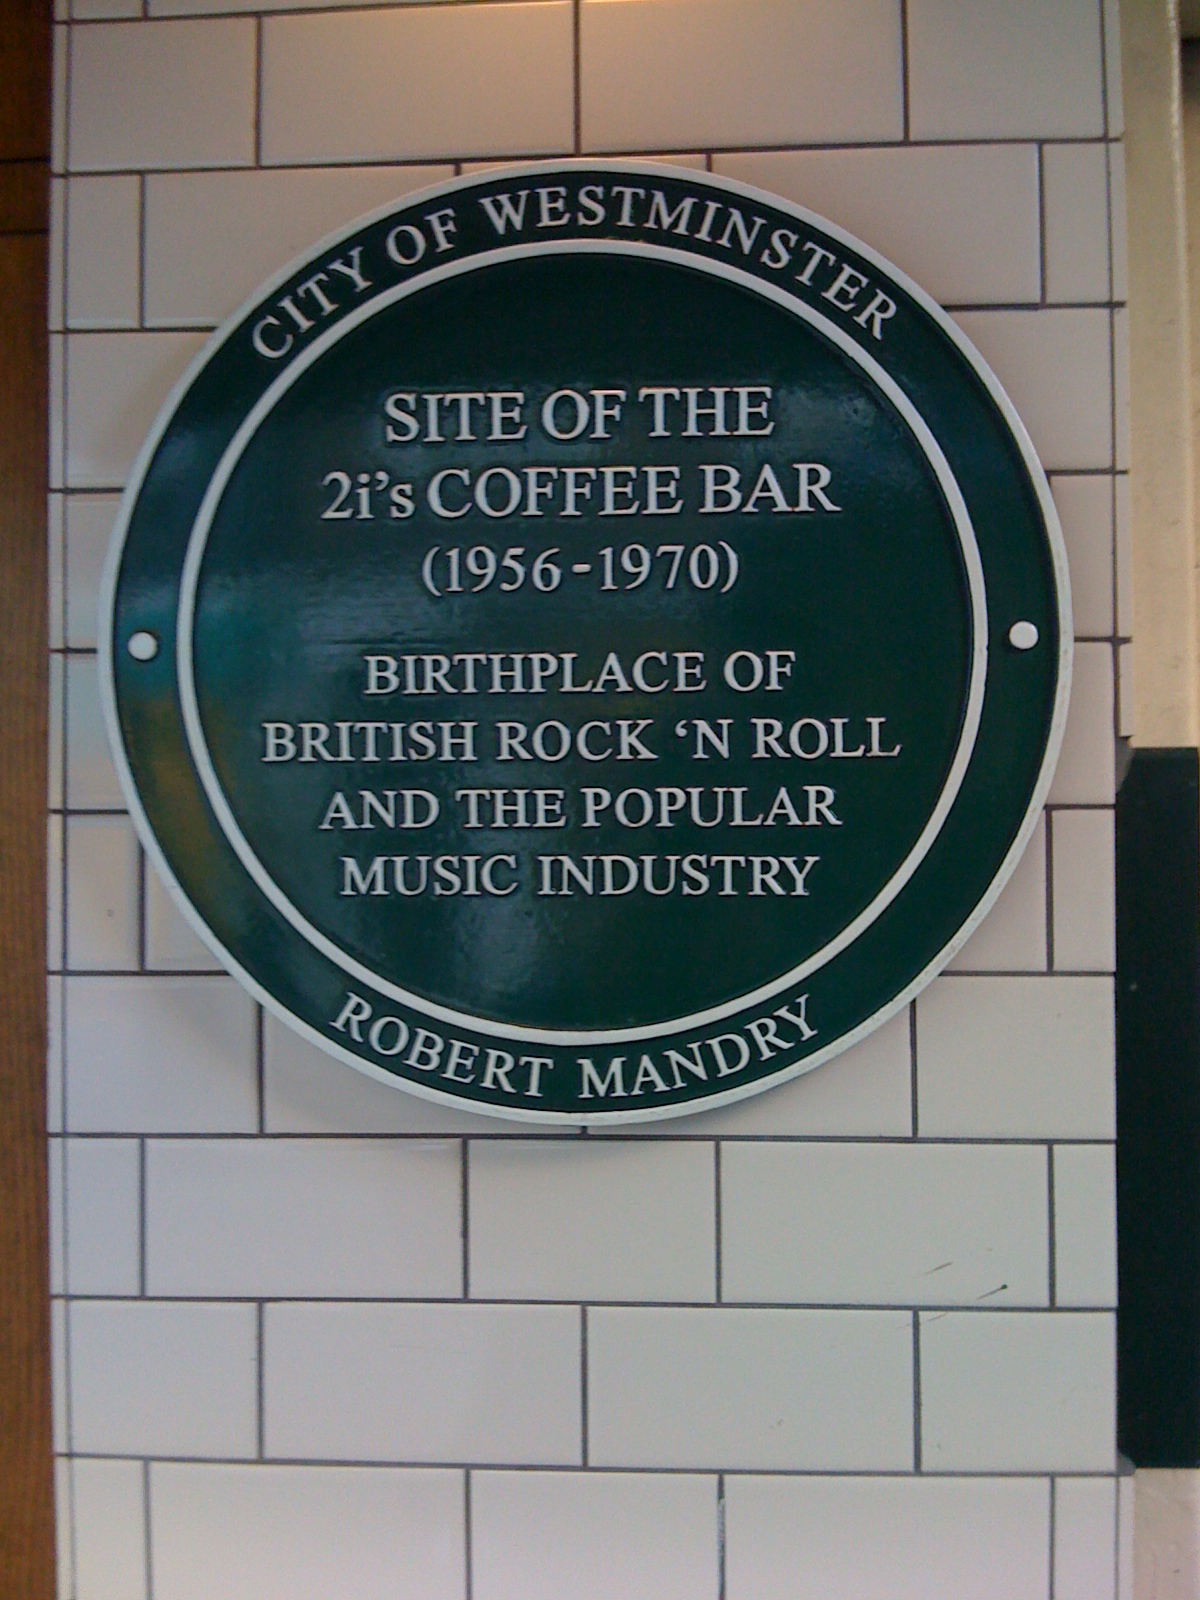 CITY OF WESTMINSTER
SITE OF THE
2i's COFFEE BAR
(1956-1970)
BIRTHPLACE OF
BRITISH ROCK ‘N ROLL
AND THE POPULAR
MUSIC INDUSTRY
ROBERT MANDRY